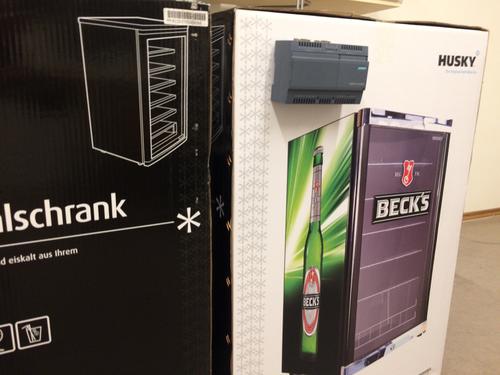 lschrank
d eiskalt aus Ihrem
HUSKY
BECK'S
BECK'S